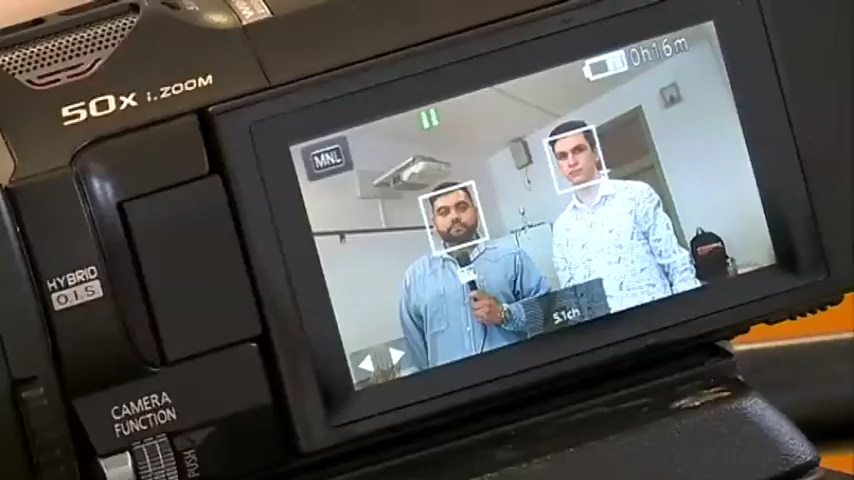 50x i.ZOOM
0h16m
MNL
HYBRID
O.I.S.
5.1ch
CAMERA
FUNCTION
PUSH